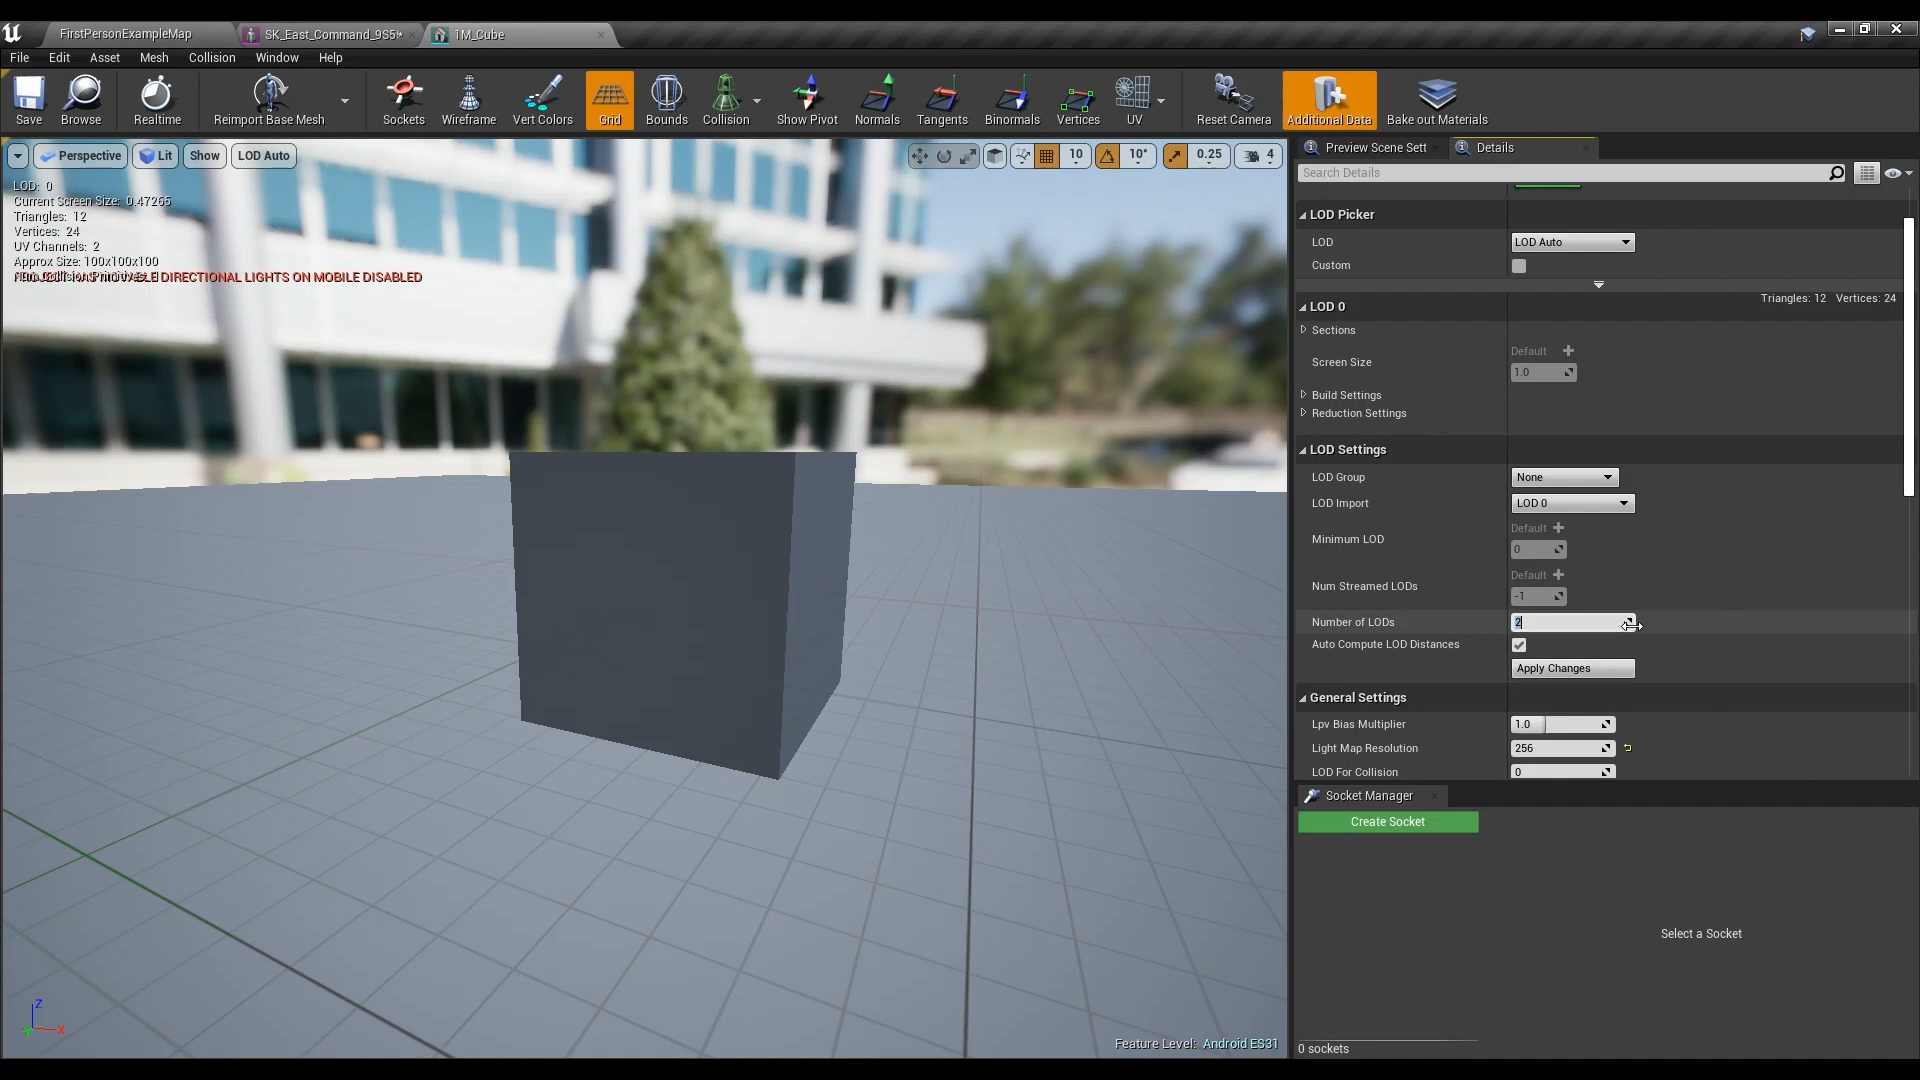 FirstPersonExampleMap
SK_East_Command_9S5!*
1M_Cube
File Edit Asset Mesh Collision Window Help
Save Browse Realtime Reimport Base Mesh Sockets Wireframe Vert Colors Grid Bounds Collision Show Pivot Normals Tangents Binormals Vertices UV Reset Camera Additional Data Bake out Materials
Perspective Lit Show LOD Auto
10 10° 0.25 4
LOD: 0
Current Screen Size: 0.47265
Triangles: 12
Vertices: 24
UV Channels: 2
Approx Size: 100x100x100
DIRECTIONAL LIGHTS ON MOBILE DISABLED
Feature Level: Android ES31
Z
X
Preview Scene Sett
Details
Search Details
LOD Picker
LOD LOD Auto
Custom
LOD 0
Triangles: 12 Vertices: 24
Sections
Default
Screen Size
1.0
Build Settings
Reduction Settings
LOD Settings
LOD Group None
LOD Import LOD 0
Default
Minimum LOD
0
Default
Num Streamed LODs
-1
Number of LODs 2
Auto Compute LOD Distances
Apply Changes
General Settings
Lpv Bias Multiplier 1.0
Light Map Resolution 256
LOD For Collision 0
Socket Manager
Create Socket
Select a Socket
0 sockets